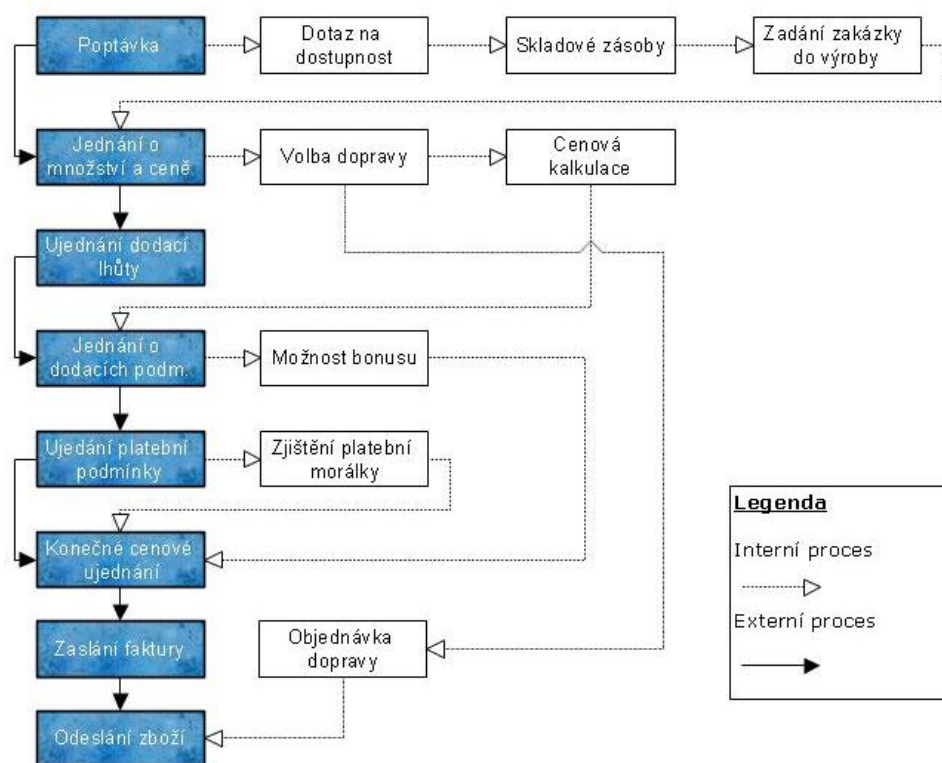 Poptávka
Dotaz na
dostupnost
Skladové zásoby
Zadání zakázky
do výroby
Jednání o
množství a ceně
Volba dopravy
Cenová
kalkulace
Ujednání dodací
lhůty
Jednání o
dodacích podm.
Možnost bonusu
Ujedání platební
podmínky
Zjištění platební
morálky
Konečné cenové
ujednání
Zaslání faktury
Objednávka
dopravy
Odeslání zboží
Legenda
Interní proces
Externí proces